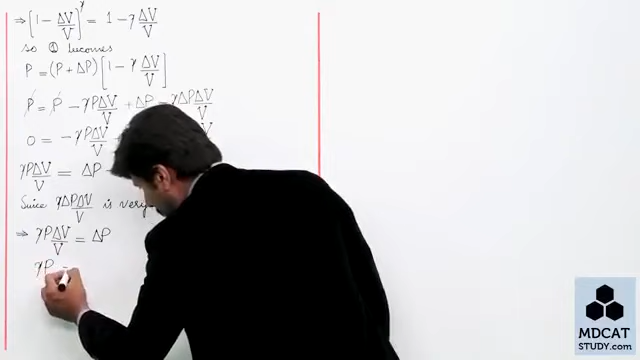 ⇒ [1 - ΔV/V]^γ = 1 - γ ΔV/V
so ① becomes
P = (P + ΔP) [1 - γ ΔV/V]
P = P - γPΔV/V + ΔP - γΔPΔV/V
0 = -γPΔV/V
γPΔV/V = ΔP -
Since γΔPΔV/V is very
⇒ γPΔV/V = ΔP
γP =
MDCAT
STUDY.com